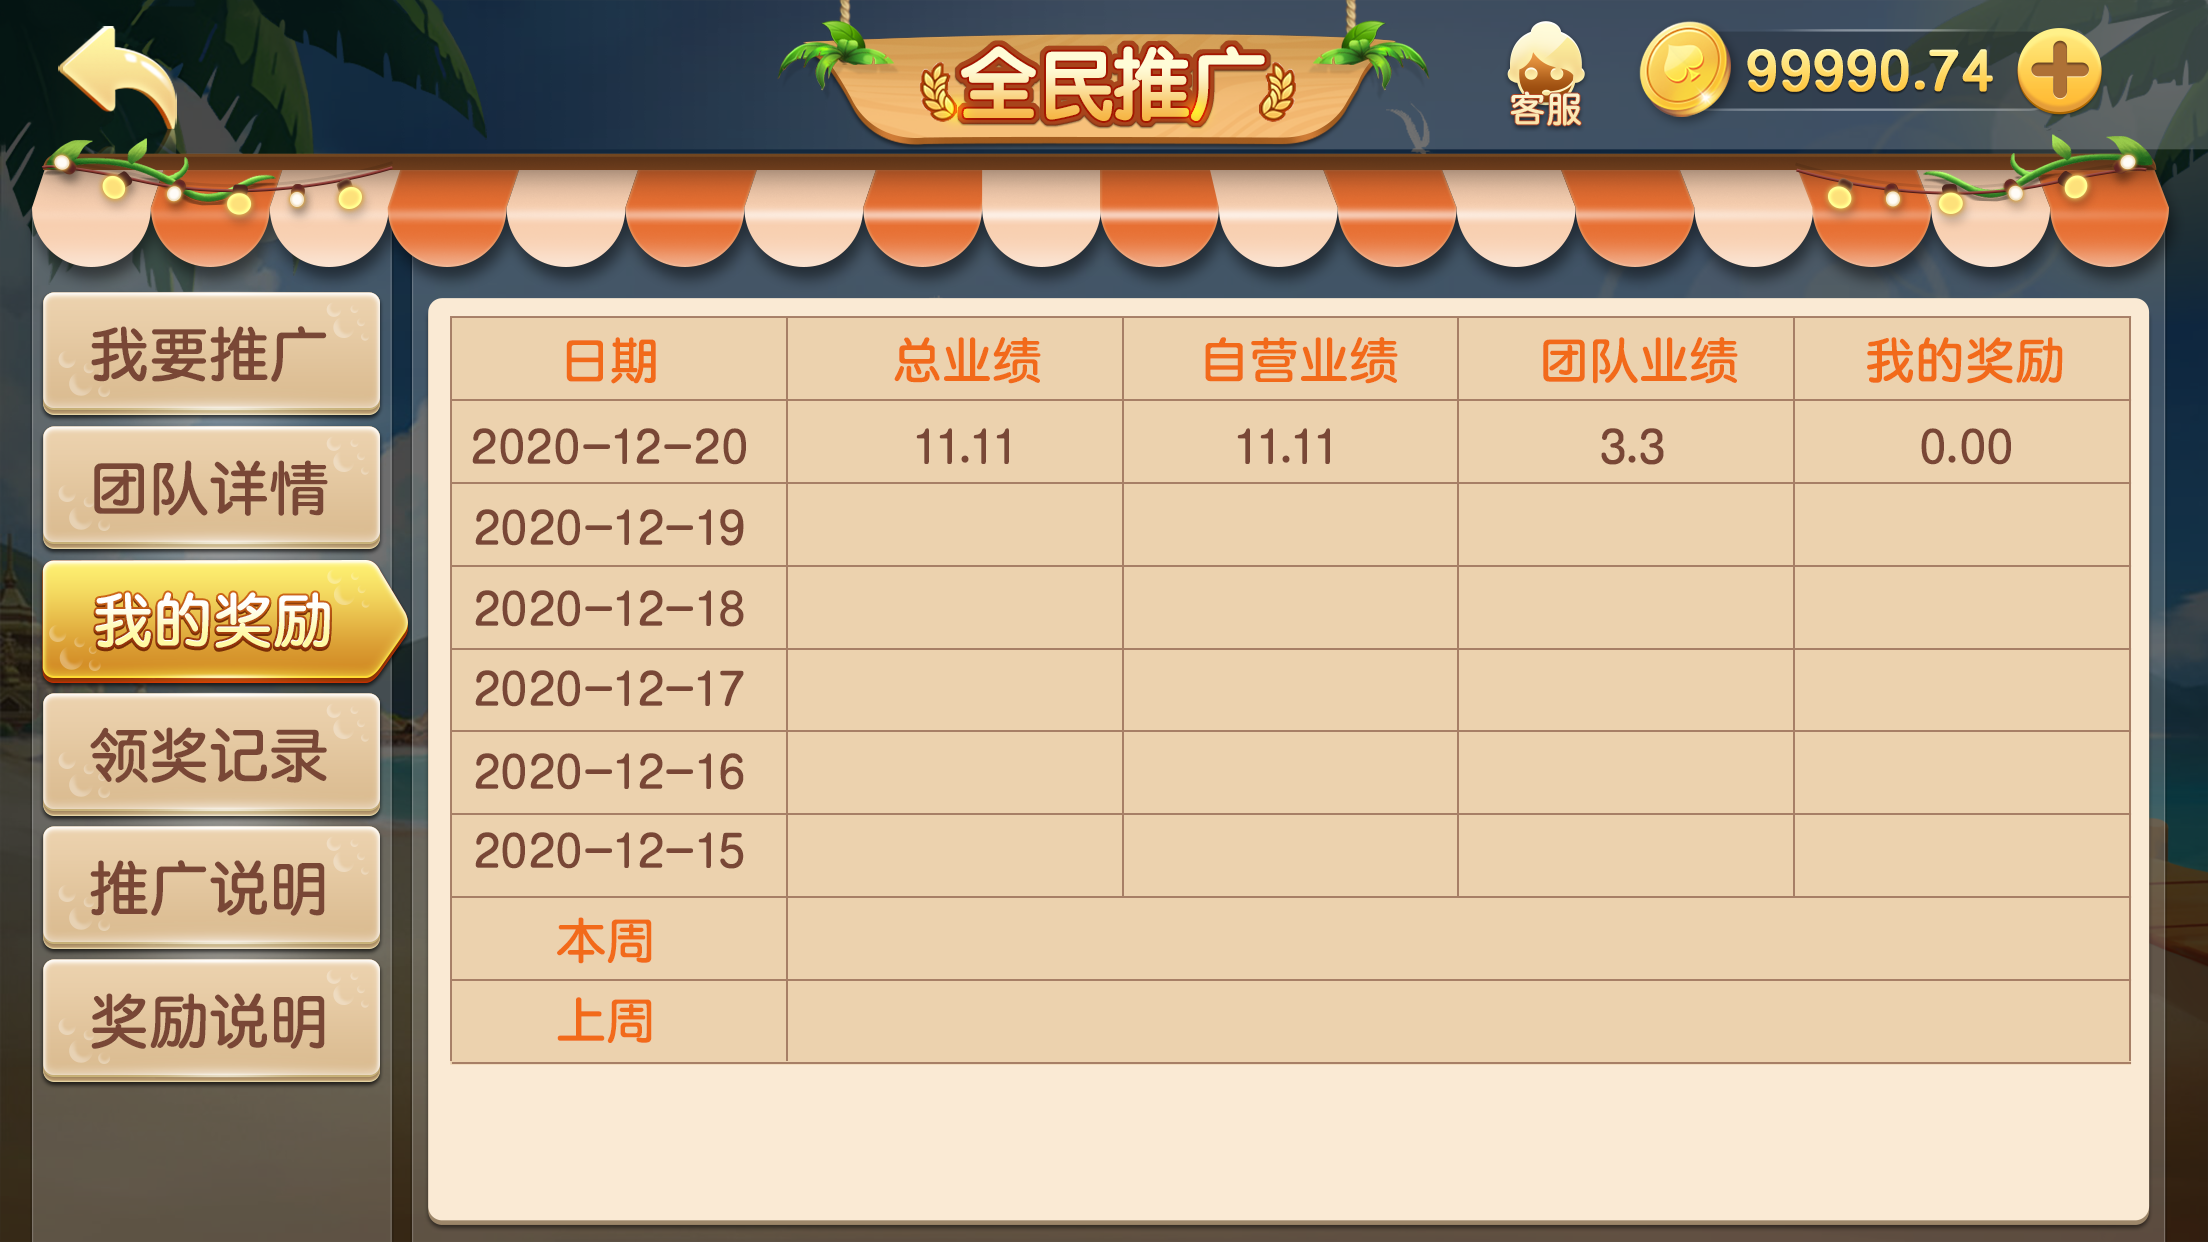 全民推广
客服
99990.74
我要推广
团队详情
我的奖励
领奖记录
推广说明
奖励说明
日期 总业绩 自营业绩 团队业绩 我的奖励
2020-12-20 11.11 11.11 3.3 0.00
2020-12-19
2020-12-18
2020-12-17
2020-12-16
2020-12-15
本周
上周